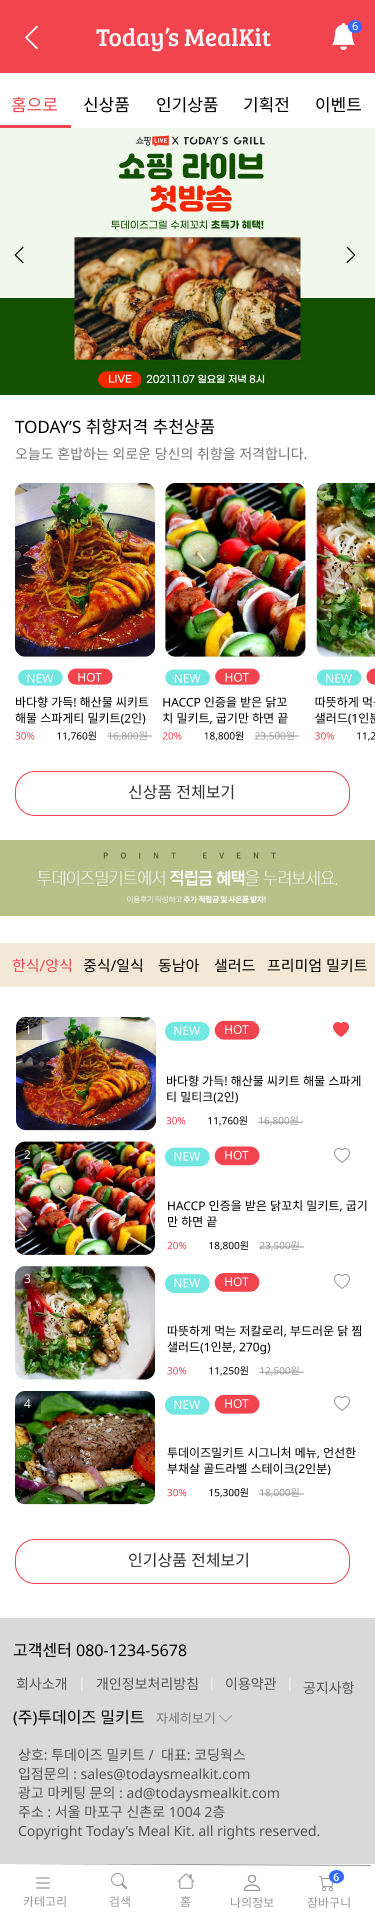 Today's MealKit
6
홈으로 신상품 인기상품 기획전 이벤트
쇼핑LIVE X TODAY'S GRILL
쇼핑 라이브
첫방송
투데이즈그릴 수제꼬치 초특가 혜택!
LIVE 2021.11.07 일요일 저녁 8시
TODAY'S 취향저격 추천상품
오늘도 혼밥하는 외로운 당신의 취향을 저격합니다.
NEW HOT
바다향 가득! 해산물 씨키트
해물 스파게티 밀키트(2인)
30% 11,760원 16,800원
NEW HOT
HACCP 인증을 받은 닭꼬
치 밀키트, 굽기만 하면 끝
20% 18,800원 23,500원
NEW
따뜻하게 먹
샐러드(1인분
30% 11,2
신상품 전체보기
POINT EVENT
투데이즈밀키트에서 적립금 혜택을 누려보세요.
이용후기 작성하고 추가 적립금 및 사은품 받자!
한식/양식 중식/일식 동남아 샐러드 프리미엄 밀키트
1
NEW HOT
바다향 가득! 해산물 씨키트 해물 스파게
티 밀티크(2인)
30% 11,760원 16,800원
2
NEW HOT
HACCP 인증을 받은 닭꼬치 밀키트, 굽기
만 하면 끝
20% 18,800원 23,500원
3
NEW HOT
따뜻하게 먹는 저칼로리, 부드러운 닭 찜
샐러드(1인분, 270g)
30% 11,250원 12,500원
4
NEW HOT
투데이즈밀키트 시그니처 메뉴, 언선한
부채살 골드라벨 스테이크(2인분)
30% 15,300원 18,000원
인기상품 전체보기
고객센터 080-1234-5678
회사소개 | 개인정보처리방침 | 이용약관 | 공지사항
(주)투데이즈 밀키트 자세히보기
상호: 투데이즈 밀키트 / 대표: 코딩웍스
입점문의 : sales@todaysmealkit.com
광고 마케팅 문의 : ad@todaysmealkit.com
주소 : 서울 마포구 신촌로 1004 2층
Copyright Today's Meal Kit. all rights reserved.
6
카테고리 검색 홈 나의정보 장바구니